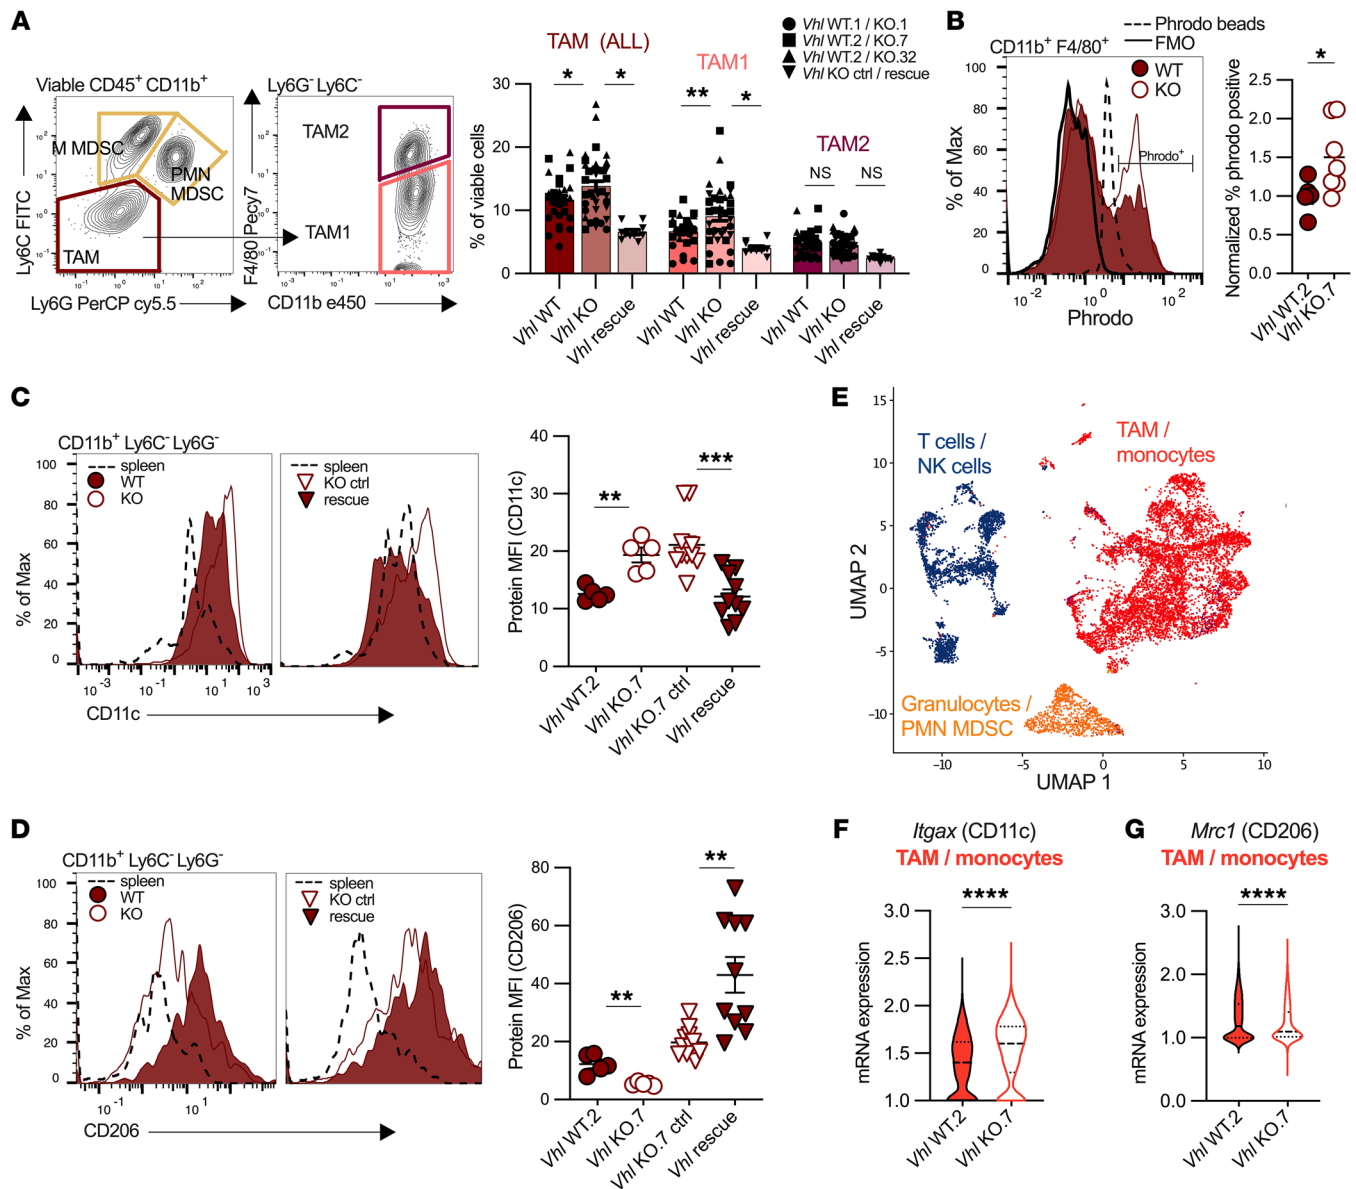 A
Viable CD45+ CD11b+
Ly6G- Ly6C-
M MDSC
PMN
MDSC
TAM
TAM2
TAM1
Ly6C FITC
Ly6G PerCP cy5.5
F4/80 Pecy7
CD11b e450
TAM (ALL)
TAM1
TAM2
Vhl WT.1 / KO.1
Vhl WT.2 / KO.7
Vhl WT.2 / KO.32
Vhl KO ctrl / rescue
% of viable cells
30
20
10
0
* * ** * NS NS
Vhl WT
Vhl KO
Vhl rescue
Vhl WT
Vhl KO
Vhl rescue
Vhl WT
Vhl KO
Vhl rescue
B
Phrodo beads
FMO
CD11b+ F4/80+
WT
KO
Phrodo+
% of Max
100
80
60
40
20
0
10-2 100 102
Phrodo
Normalized % phrodo positive
*
2.5
2.0
1.5
1.0
0.5
0.0
Vhl WT.2
Vhl KO.7
C
CD11b+ Ly6C- Ly6G-
spleen
WT
KO
spleen
KO ctrl
rescue
% of Max
100
80
60
40
20
0
10-3 10-1 101 103
CD11c
Protein MFI (CD11c)
40
30
20
10
0
** ***
Vhl WT.2
Vhl KO.7
Vhl KO.7 ctrl
Vhl rescue
E
T cells /
NK cells
TAM /
monocytes
Granulocytes /
PMN MDSC
UMAP 2
15
10
5
0
−5
−10
−10 −5 0 5 10
UMAP 1
D
CD11b+ Ly6C- Ly6G-
spleen
WT
KO
spleen
KO ctrl
rescue
% of Max
100
80
60
40
20
0
10-1 101
CD206
Protein MFI (CD206)
80
60
40
20
0
** **
Vhl WT.2
Vhl KO.7
Vhl KO.7 ctrl
Vhl rescue
F
Itgax (CD11c)
TAM / monocytes
****
mRNA expression
3.0
2.5
2.0
1.5
1.0
Vhl WT.2
Vhl KO.7
G
Mrc1 (CD206)
TAM / monocytes
****
mRNA expression
3.0
2.0
1.0
0.0
Vhl WT.2
Vhl KO.7